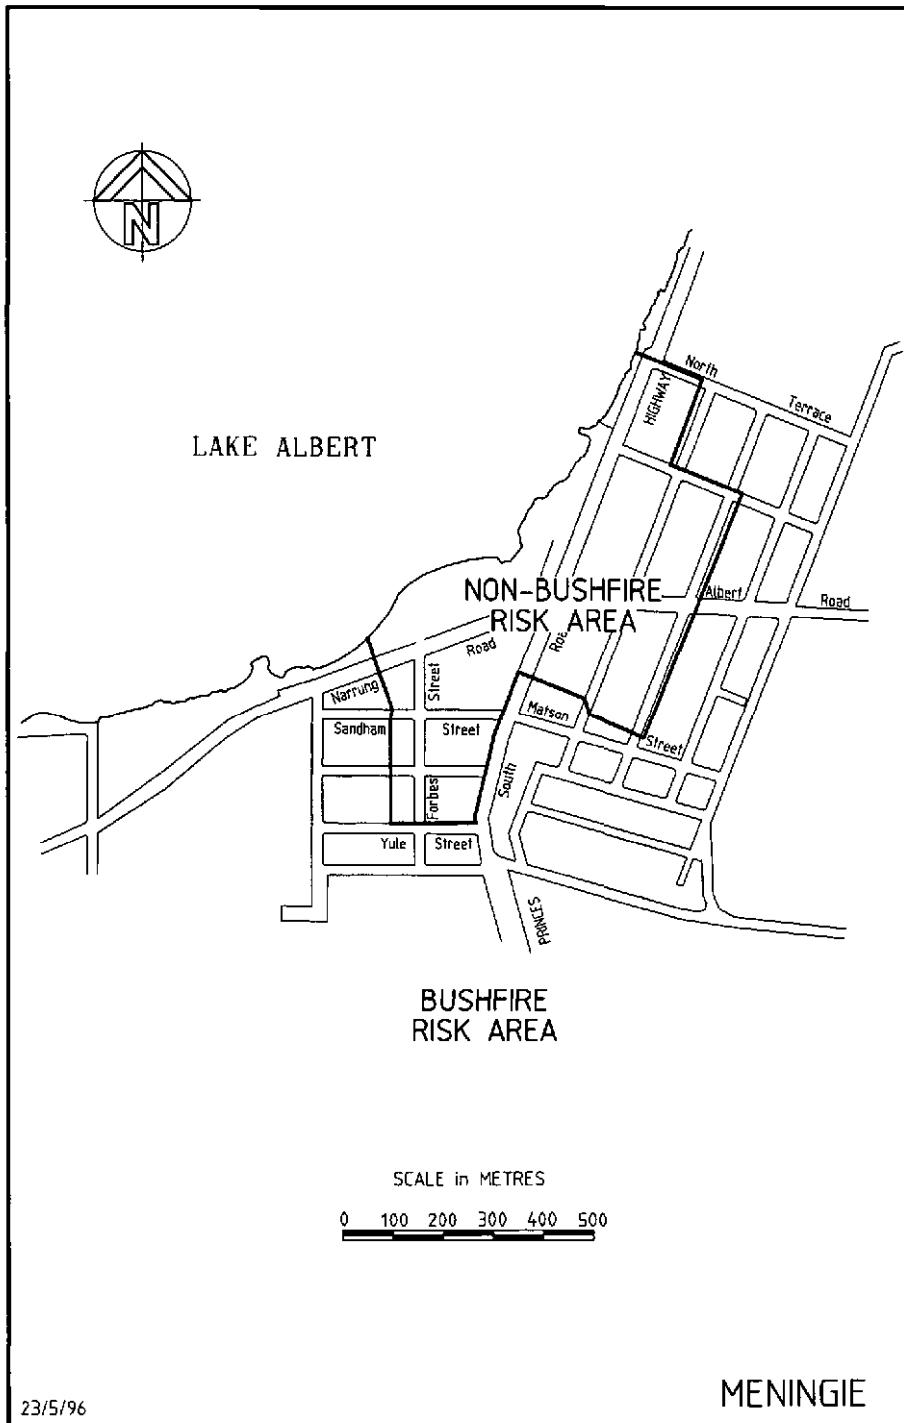 N
North
HIGHWAY
Terrace
LAKE ALBERT
NON-BUSHFIRE
RISK AREA
Albert
Road
Road
Narrung
Street
Matson
Sandham
Street
Street
South
Forbes
Yule
Street
PRINCES
BUSHFIRE
RISK AREA
SCALE in METRES
0 100 200 300 400 500
23/5/96
MENINGIE